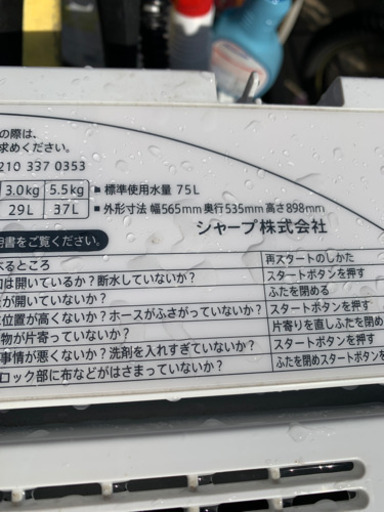 の際は、
求めください。
210 337 0353
3.0kg 5.5kg
29L 37L
■標準使用水量 75L
■外形寸法 幅565mm奥行535mm高さ898mm
シャープ株式会社
明書をご覧ください。
べるところ 再スタートのしかた
口は開いているか?断水していないか? スタートボタンを押す
が開いていないか? ふたを閉める
位置が高くないか?ホースがふさがっていないか? スタートボタンを押す
物が片寄っていないか? 片寄りを直しふたを閉め
事情が悪くないか?洗剤を入れすぎていないか? スタートボタンを押す
ロック部に布などがはさまっていないか? ふたを閉めスタートボタン